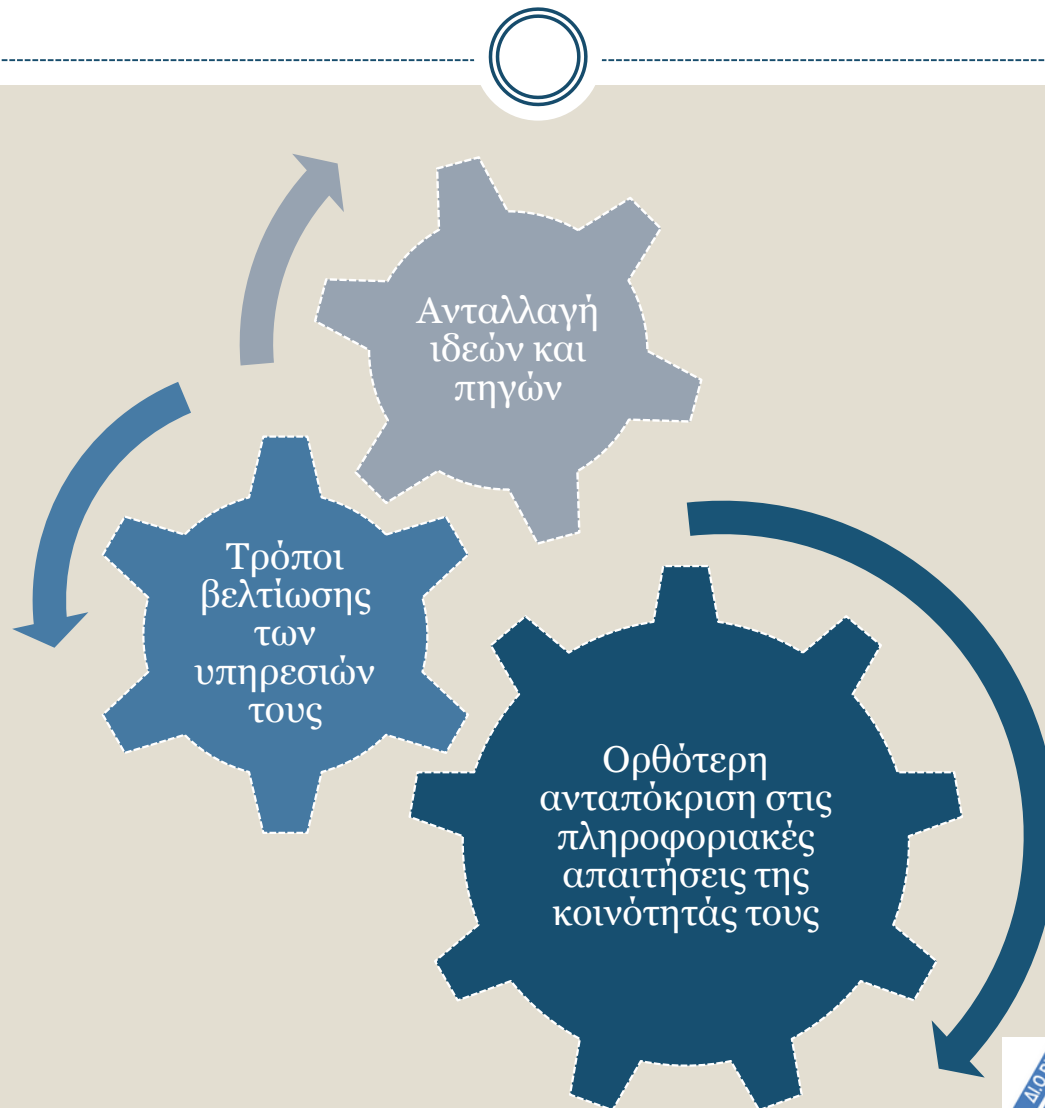 Ανταλλαγή
ιδεών και
πηγών
Τρόποι
βελτίωσης
των
υπηρεσιών
τους
Ορθότερη
ανταπόκριση στις
πληροφοριακές
απαιτήσεις της
κοινότητάς τους